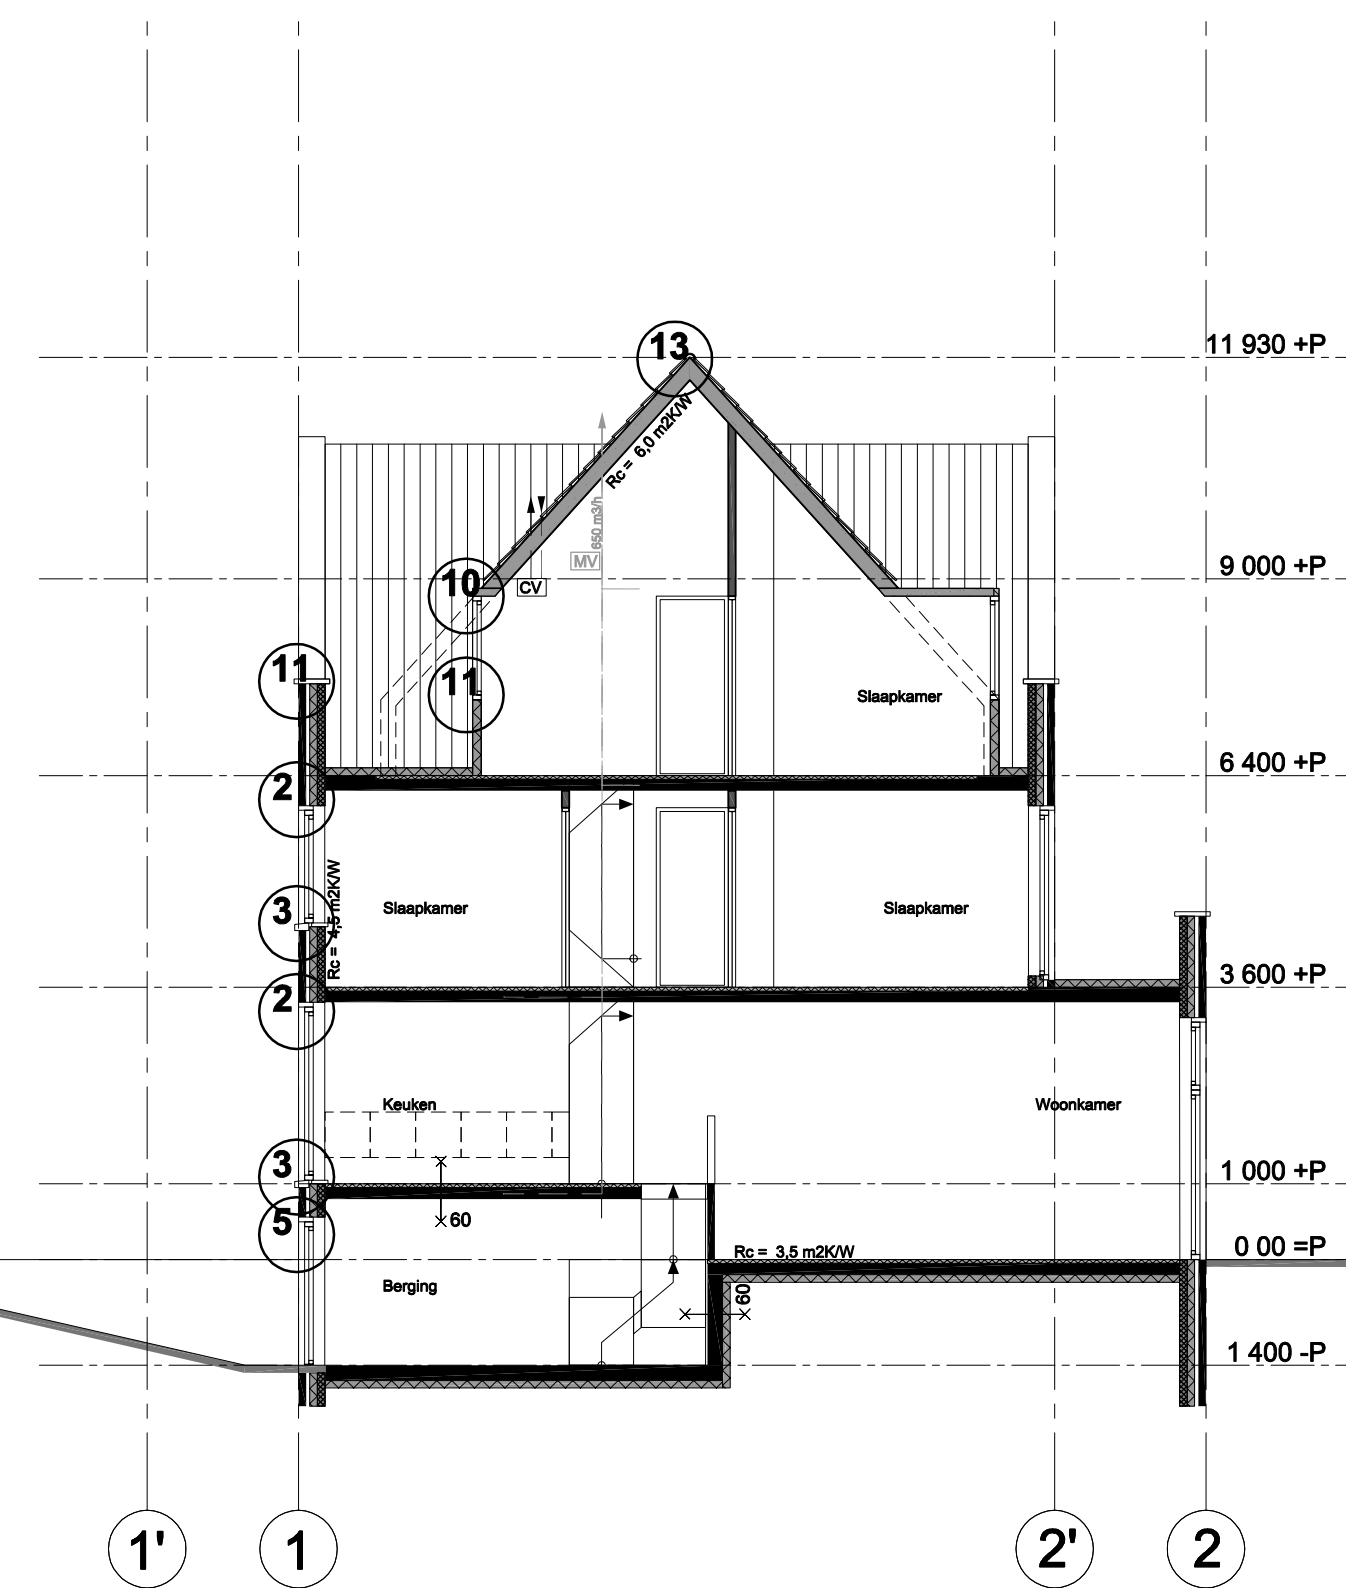 13
11 930 +P
Rc = 6,0 m2K/W
650 m3/h
MV
CV
10
9 000 +P
11
11
Slaapkamer
2
6 400 +P
Rc = 4,5 m2K/W
3
Slaapkamer
Slaapkamer
2
3 600 +P
Keuken
Woonkamer
3
1 000 +P
5
60
Rc = 3,5 m2K/W
0 00 =P
Berging
60
1 400 -P
1'
1
2'
2